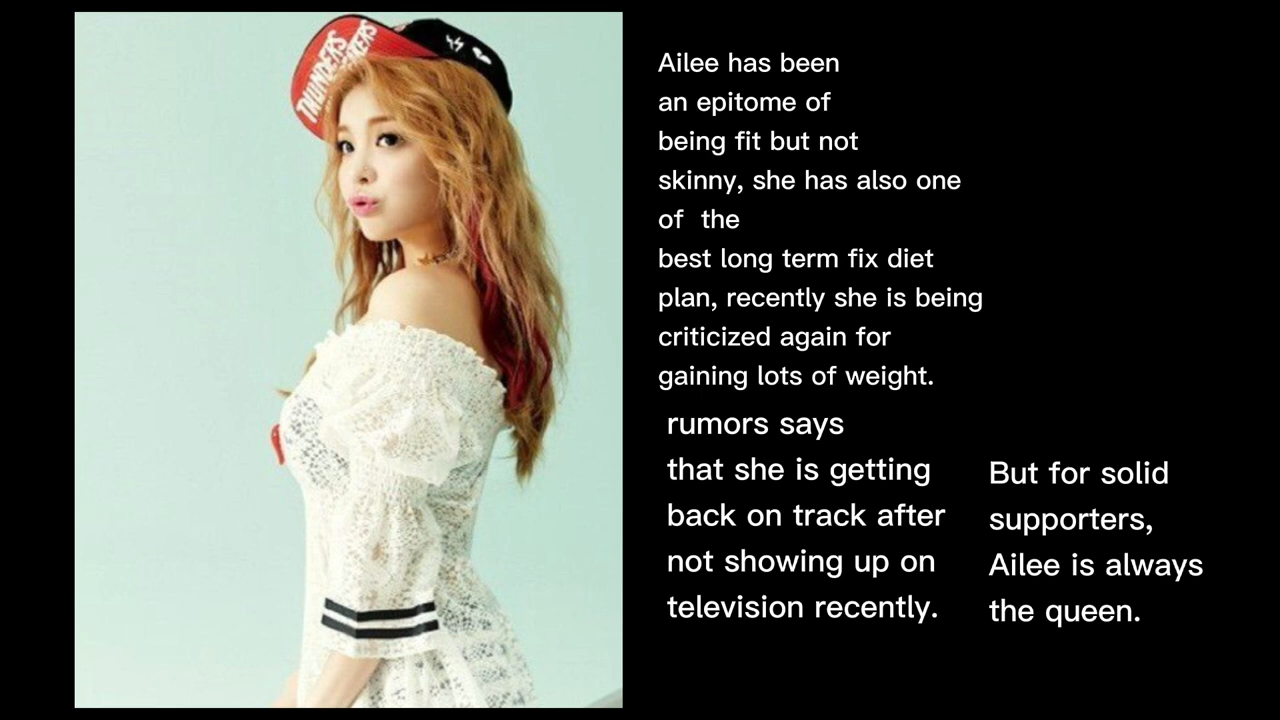 THUNDERS
Ailee has been
an epitome of
being fit but not
skinny, she has also one
of  the
best long term fix diet
plan, recently she is being
criticized again for
gaining lots of weight.
rumors says
that she is getting
back on track after
not showing up on
television recently.
But for solid
supporters,
Ailee is always
the queen.